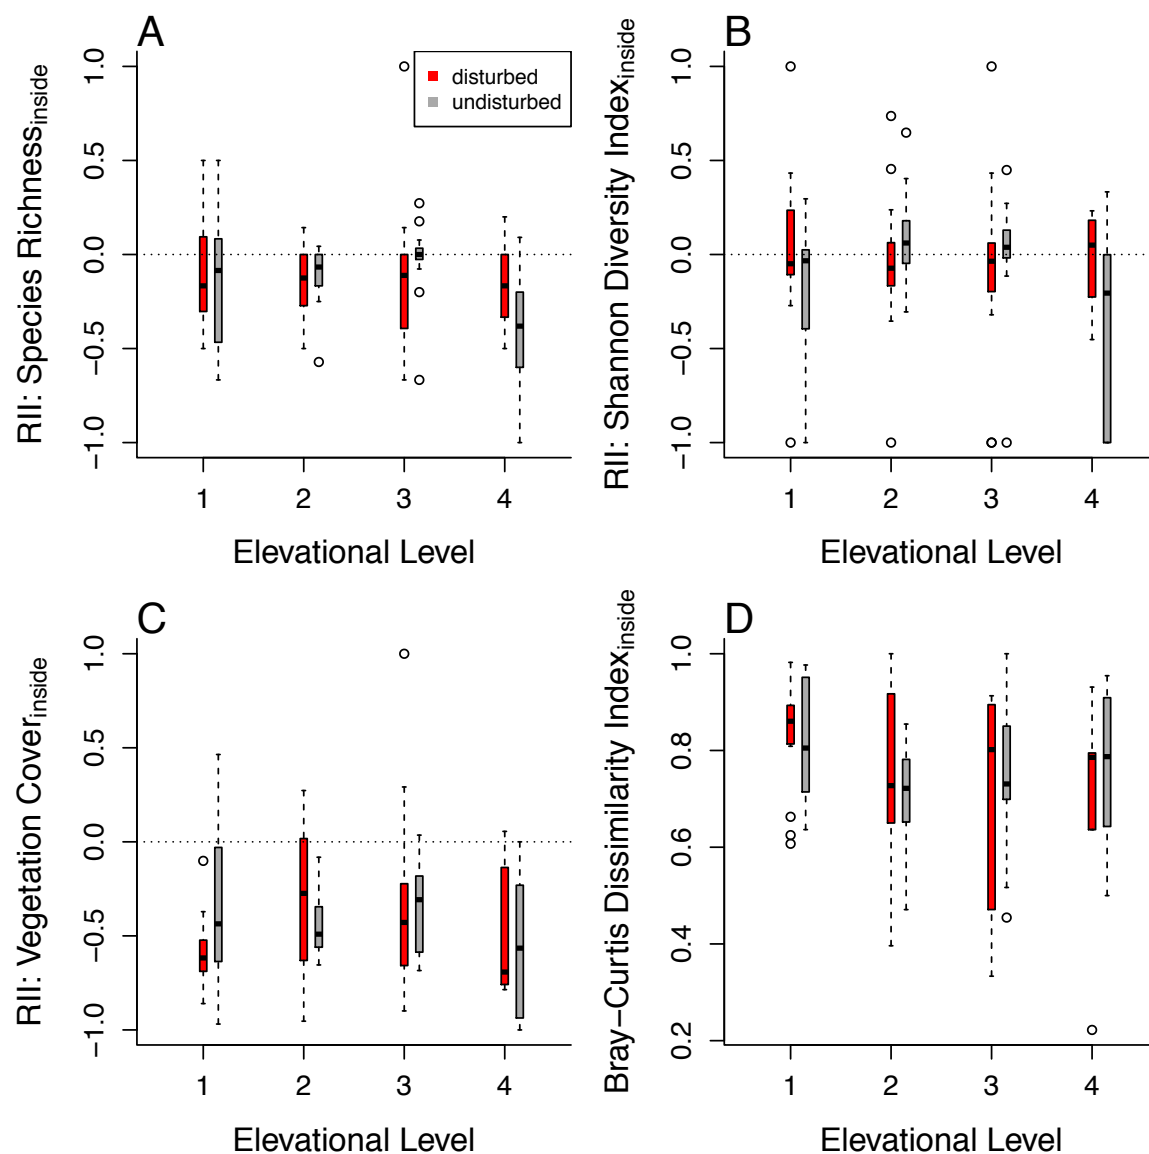 A
RII: Species Richness inside
1.0
0.5
0.0
−0.5
−1.0
disturbed
undisturbed
1 2 3 4
Elevational Level
B
RII: Shannon Diversity Index inside
1.0
0.5
0.0
−0.5
−1.0
1 2 3 4
Elevational Level
C
RII: Vegetation Cover inside
1.0
0.5
0.0
−0.5
−1.0
1 2 3 4
Elevational Level
D
Bray−Curtis Dissimilarity Index inside
1.0
0.8
0.6
0.4
0.2
1 2 3 4
Elevational Level